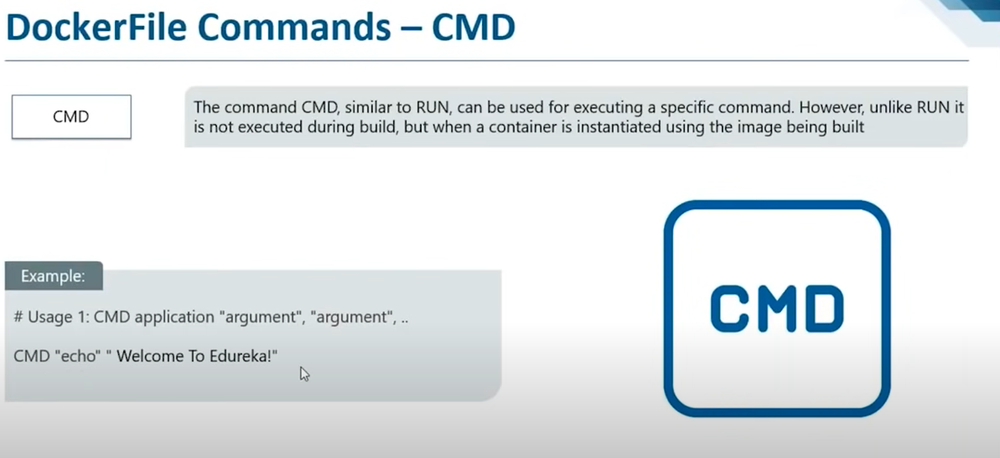 DockerFile Commands – CMD
CMD
The command CMD, similar to RUN, can be used for executing a specific command. However, unlike RUN it
is not executed during build, but when a container is instantiated using the image being built
CMD
Example:
# Usage 1: CMD application "argument", "argument", ..
CMD "echo" " Welcome To Edureka!"